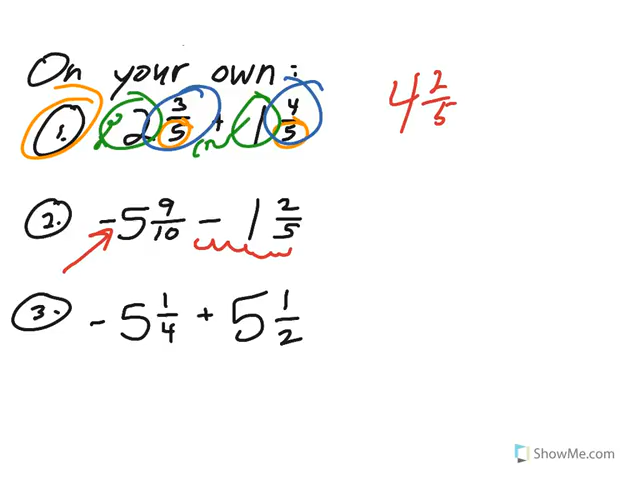 On your own:
1. 2 3/5 + 1 4/5
4 2/5
2. -5 9/10 - 1 2/5
3. -5 1/4 + 5 1/2
ShowMe.com